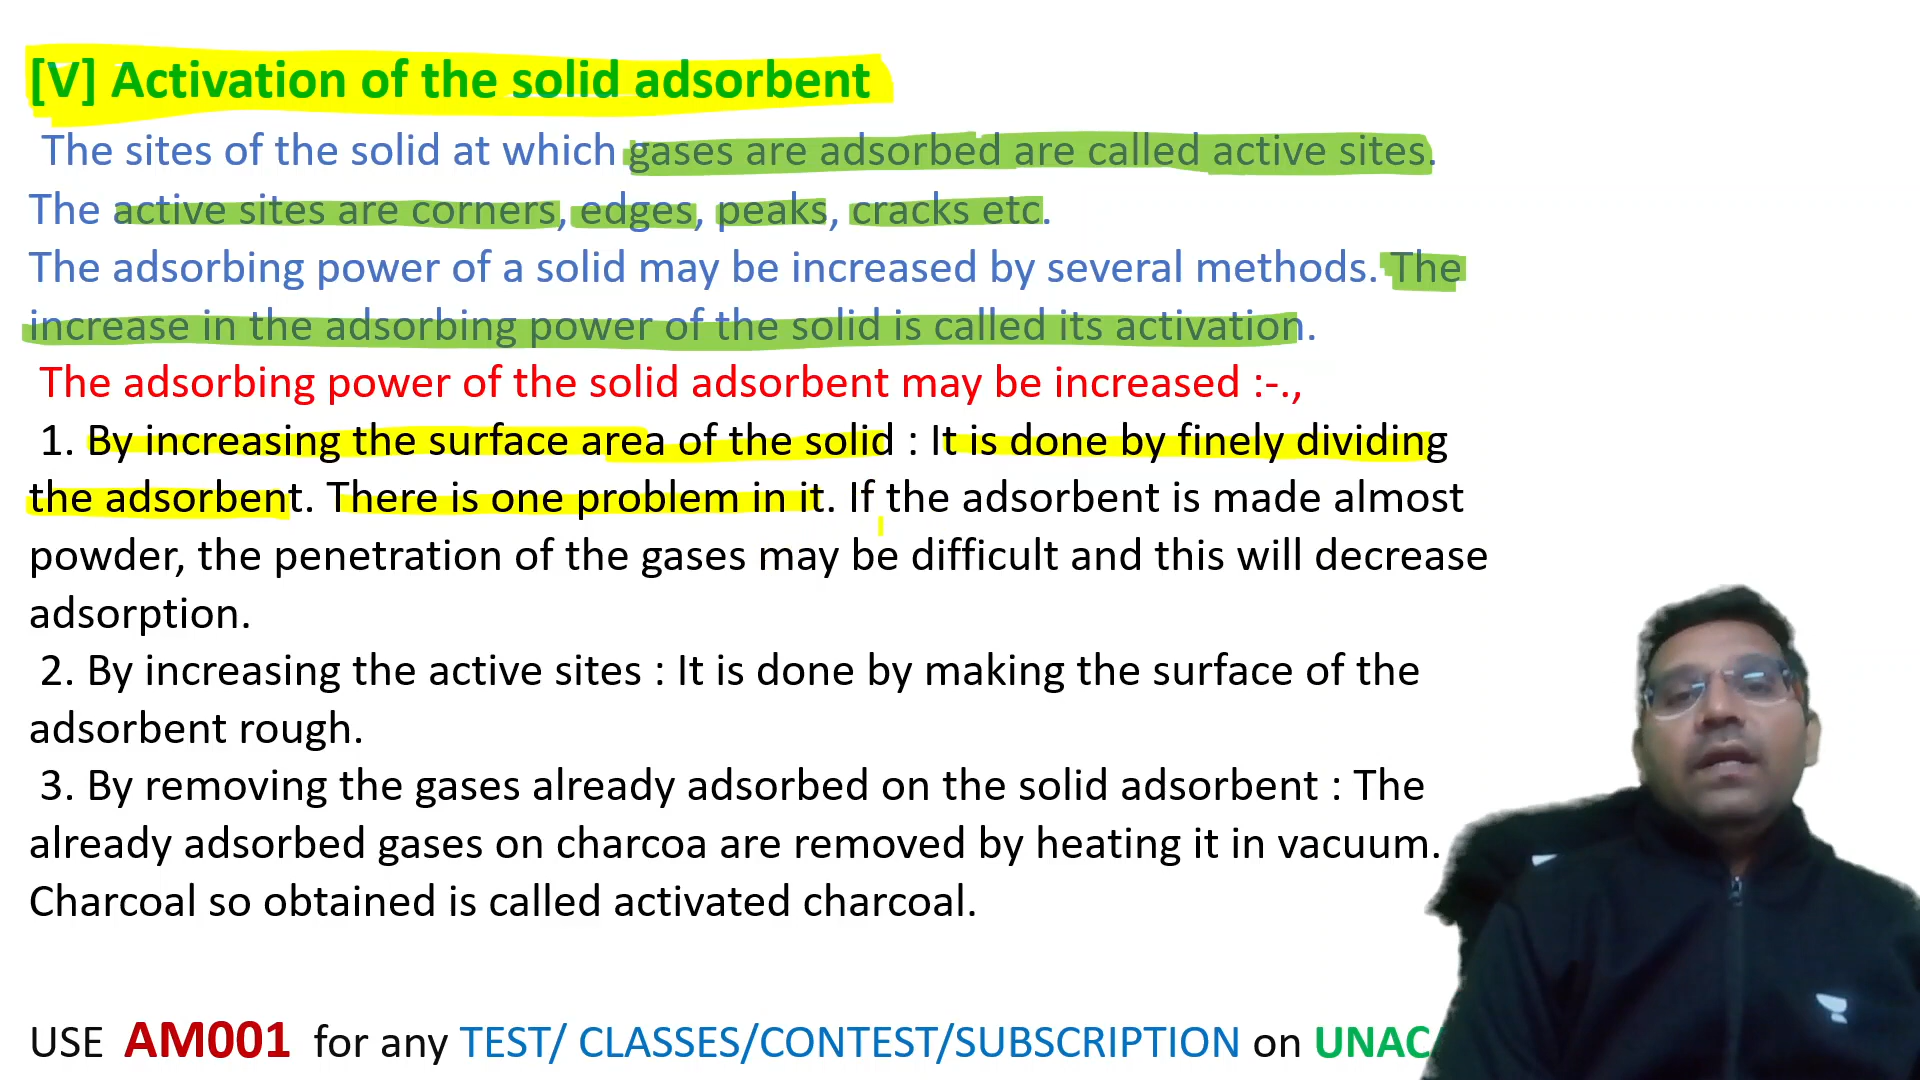 [V] Activation of the solid adsorbent
The sites of the solid at which gases are adsorbed are called active sites.
The active sites are corners, edges, peaks, cracks etc.
The adsorbing power of a solid may be increased by several methods. The
increase in the adsorbing power of the solid is called its activation.
The adsorbing power of the solid adsorbent may be increased :-.,
1. By increasing the surface area of the solid : It is done by finely dividing
the adsorbent. There is one problem in it. If the adsorbent is made almost
powder, the penetration of the gases may be difficult and this will decrease
adsorption.
2. By increasing the active sites : It is done by making the surface of the
adsorbent rough.
3. By removing the gases already adsorbed on the solid adsorbent : The
already adsorbed gases on charcoa are removed by heating it in vacuum.
Charcoal so obtained is called activated charcoal.
USE AM001 for any TEST/ CLASSES/CONTEST/SUBSCRIPTION on UNAC